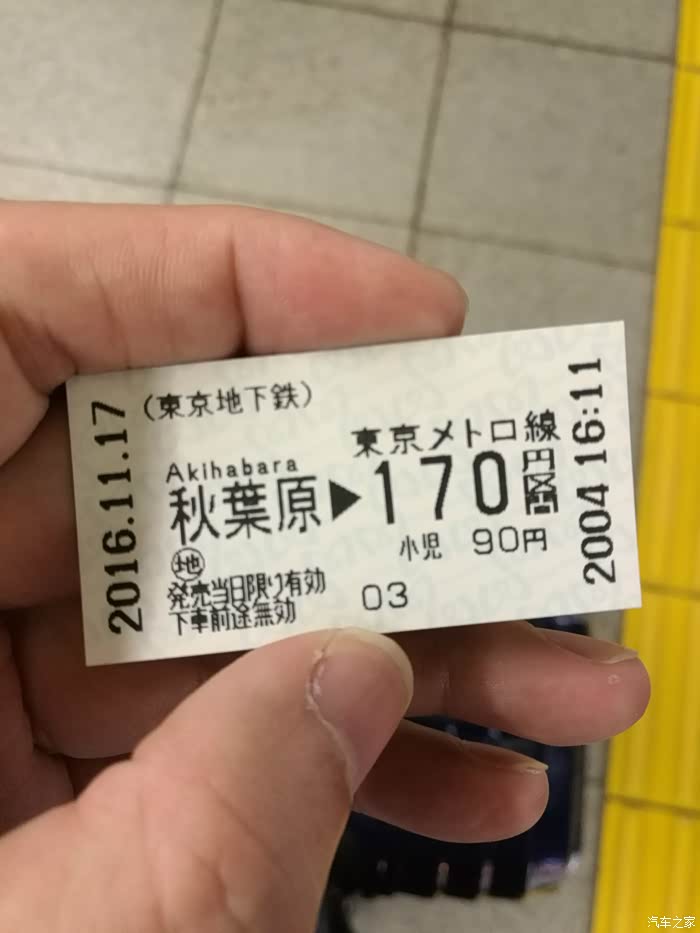 2016.11.17
(東京地下鉄)
東京メトロ線
Akihabara
秋葉原▶170円区間
小児 90円
㊞地
発売当日限り有効
下車前途無効
03
2004 16:11
汽车之家